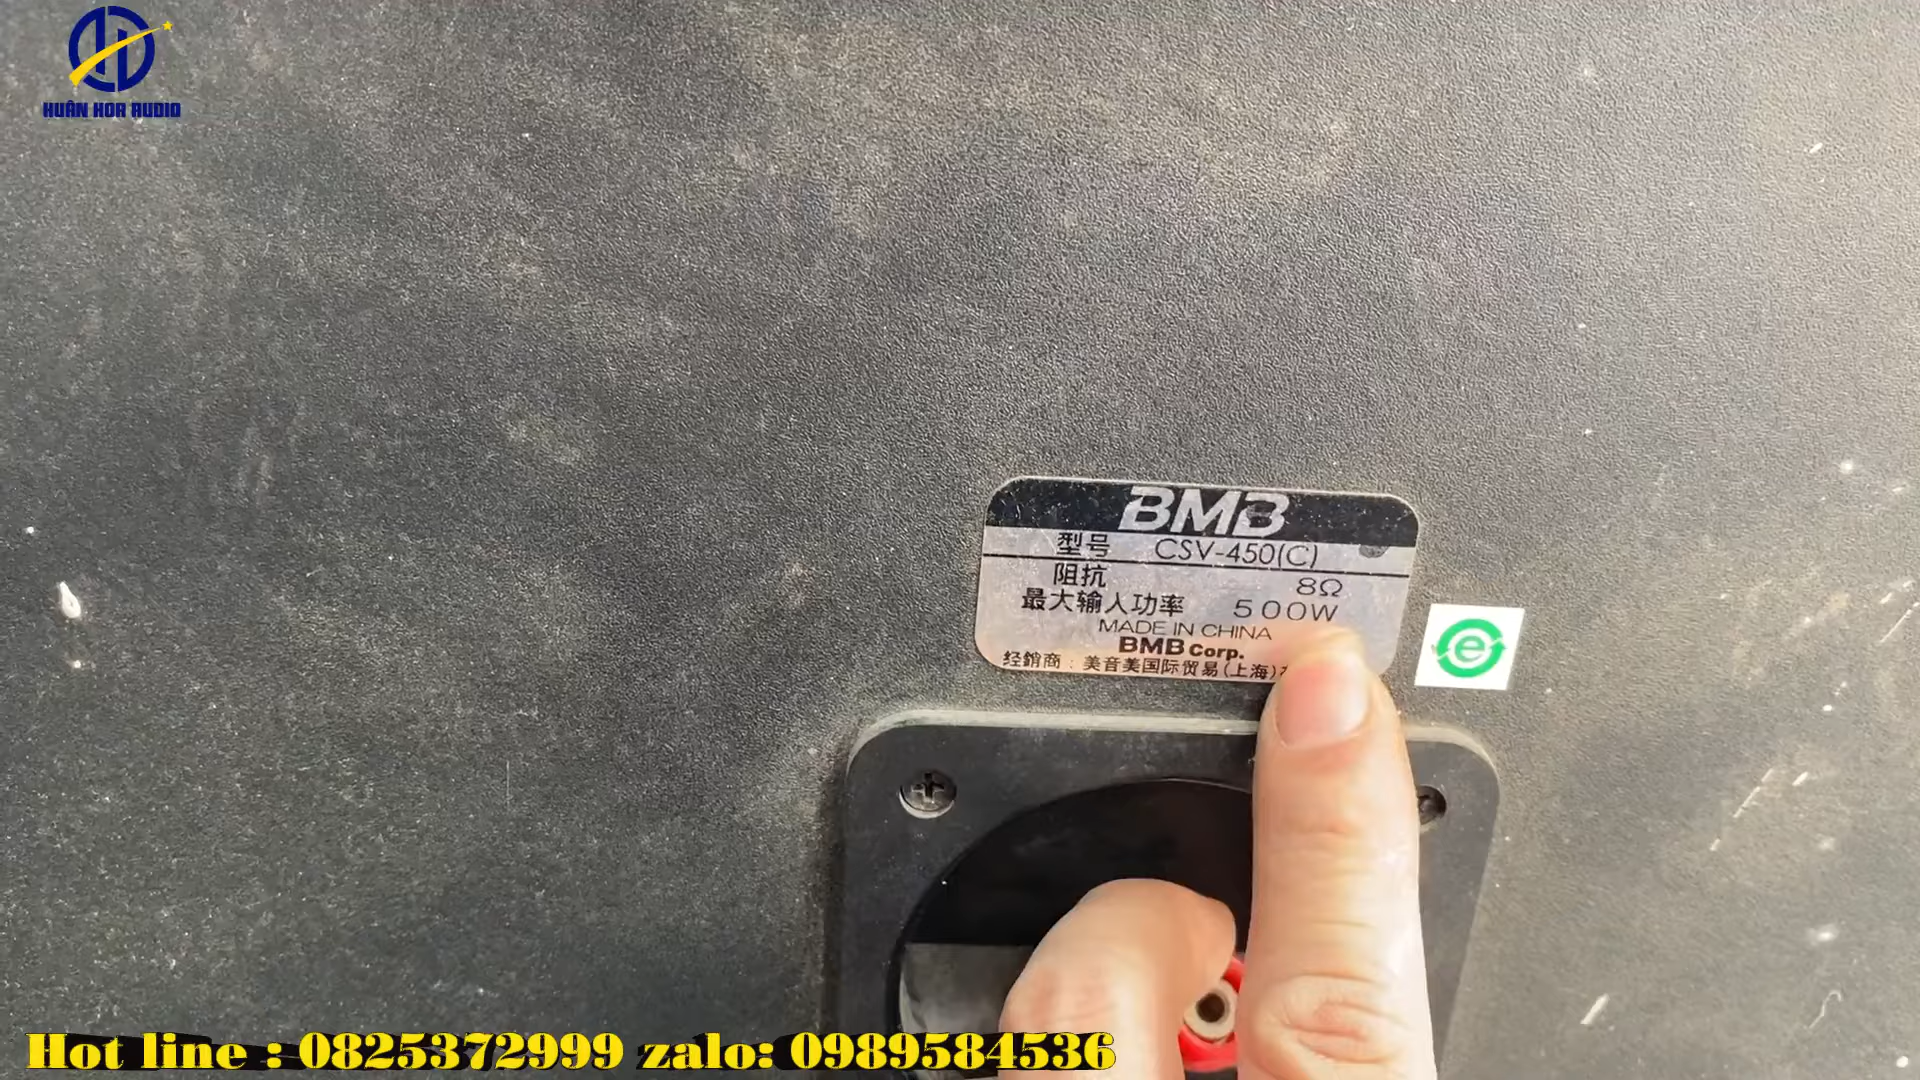 HUÂN HOA AUDIO
BMB
型号 CSV-450(C)
阻抗 8Ω
最大输入功率 500W
MADE IN CHINA
BMB Corp.
经銷商:美音美国际贸易(上海)
e
Hot line : 0825372999 zalo: 0989584536